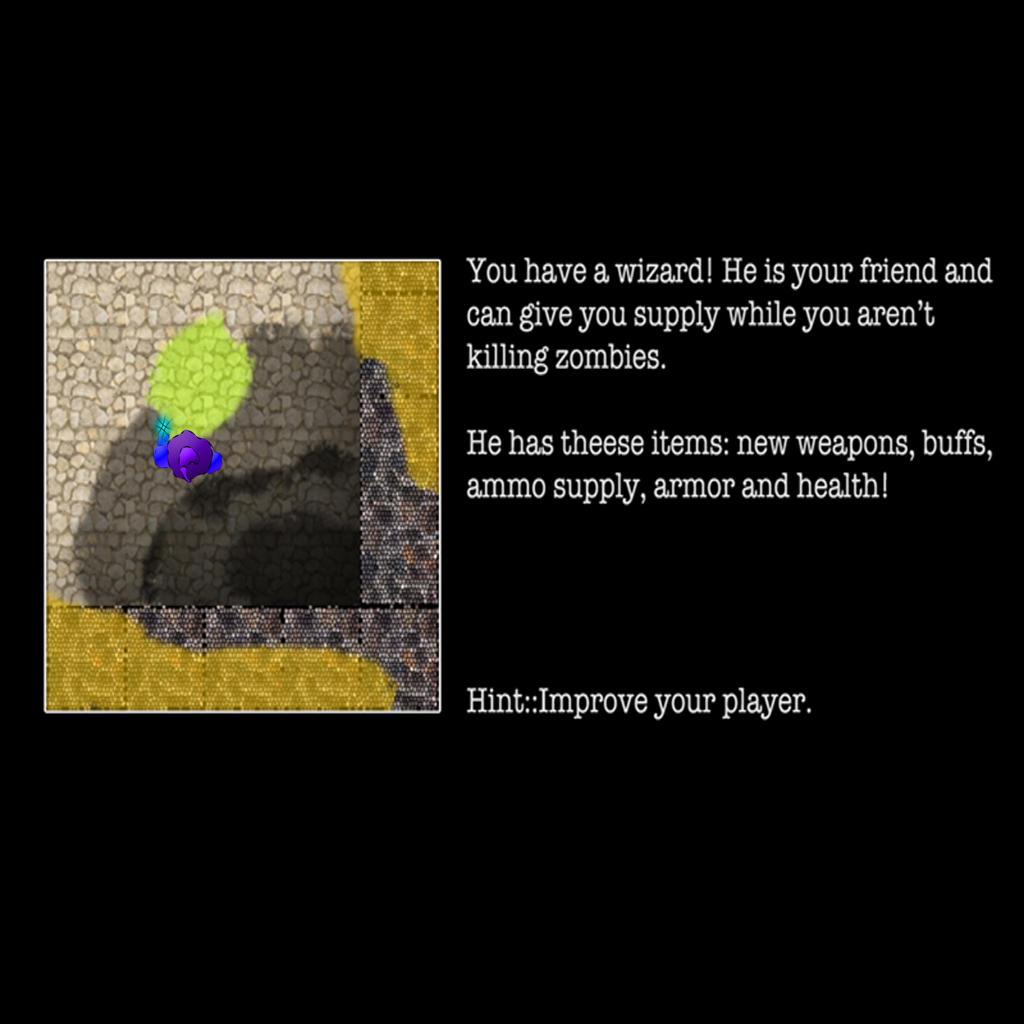 You have a wizard! He is your friend and
can give you supply while you aren’t
killing zombies.
He has theese items: new weapons, buffs,
ammo supply, armor and health!
Hint::Improve your player.